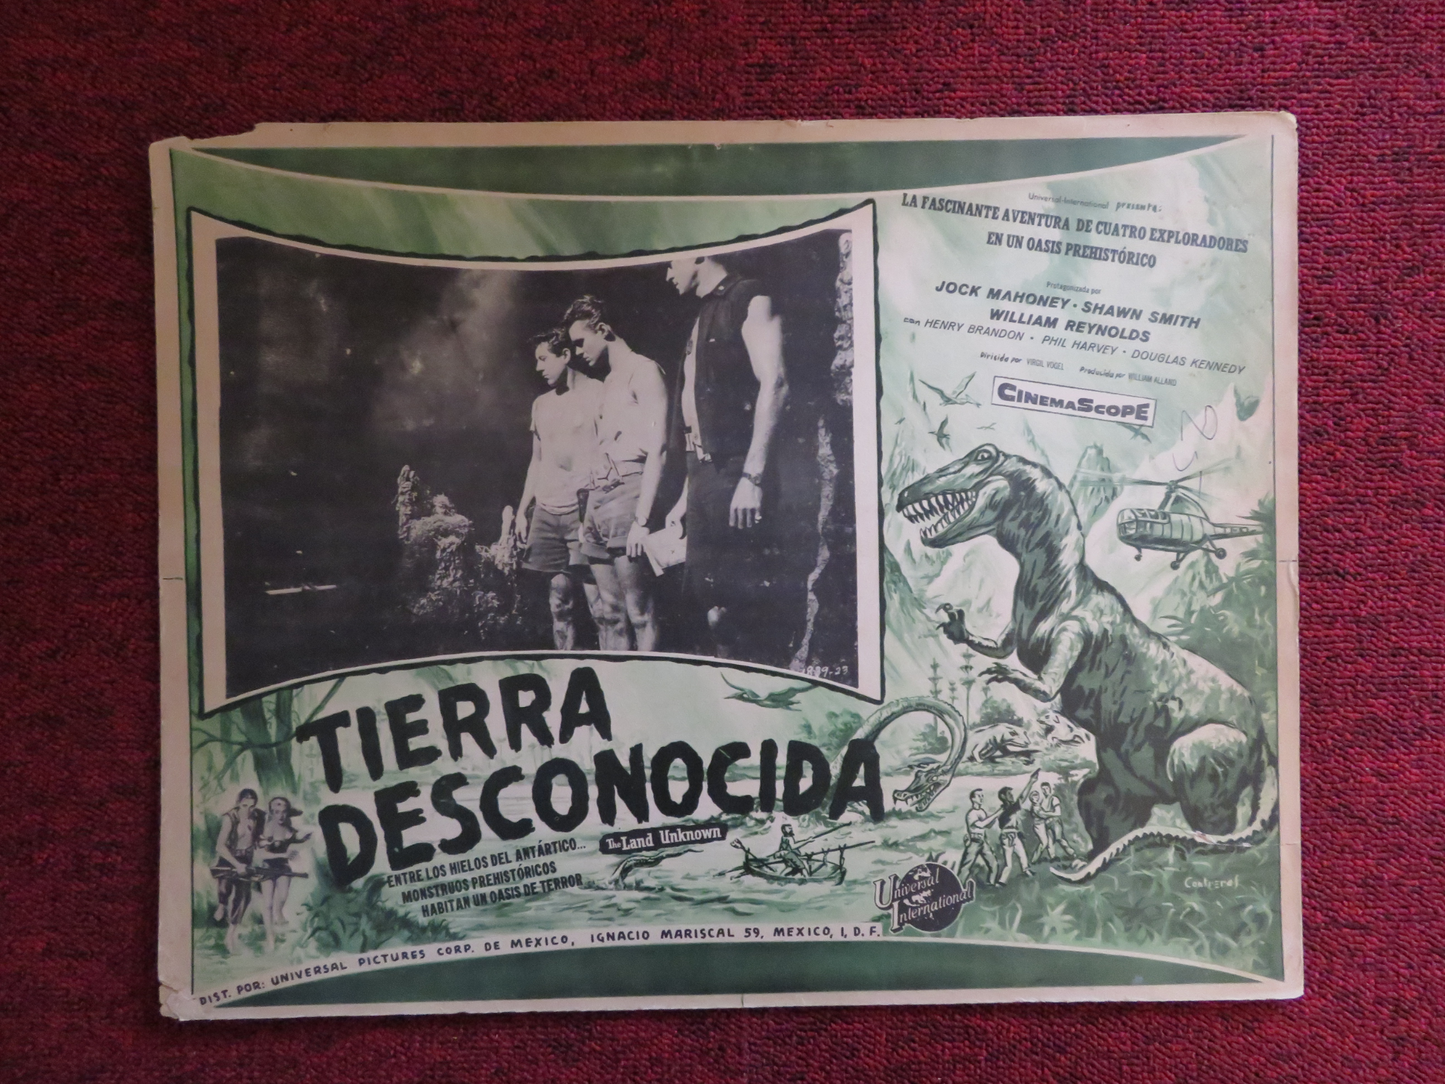 Universal-International presenta:
LA FASCINANTE AVENTURA DE CUATRO EXPLORADORES
EN UN OASIS PREHISTÓRICO
Protagonizada por
JOCK MAHONEY · SHAWN SMITH
WILLIAM REYNOLDS
con HENRY BRANDON · PHIL HARVEY · DOUGLAS KENNEDY
Dirigida por VIRGIL VOGEL Producida por WILLIAM ALLAND
CINEMASCOPE
TIERRA
DESCONOCIDA
The Land Unknown
ENTRE LOS HIELOS DEL ANTÁRTICO...
MONSTRUOS PREHISTÓRICOS
HABITAN UN OASIS DE TERROR
Universal
International
DIST. POR: UNIVERSAL PICTURES CORP. DE MEXICO, IGNACIO MARISCAL 59, MEXICO, 1, D. F.